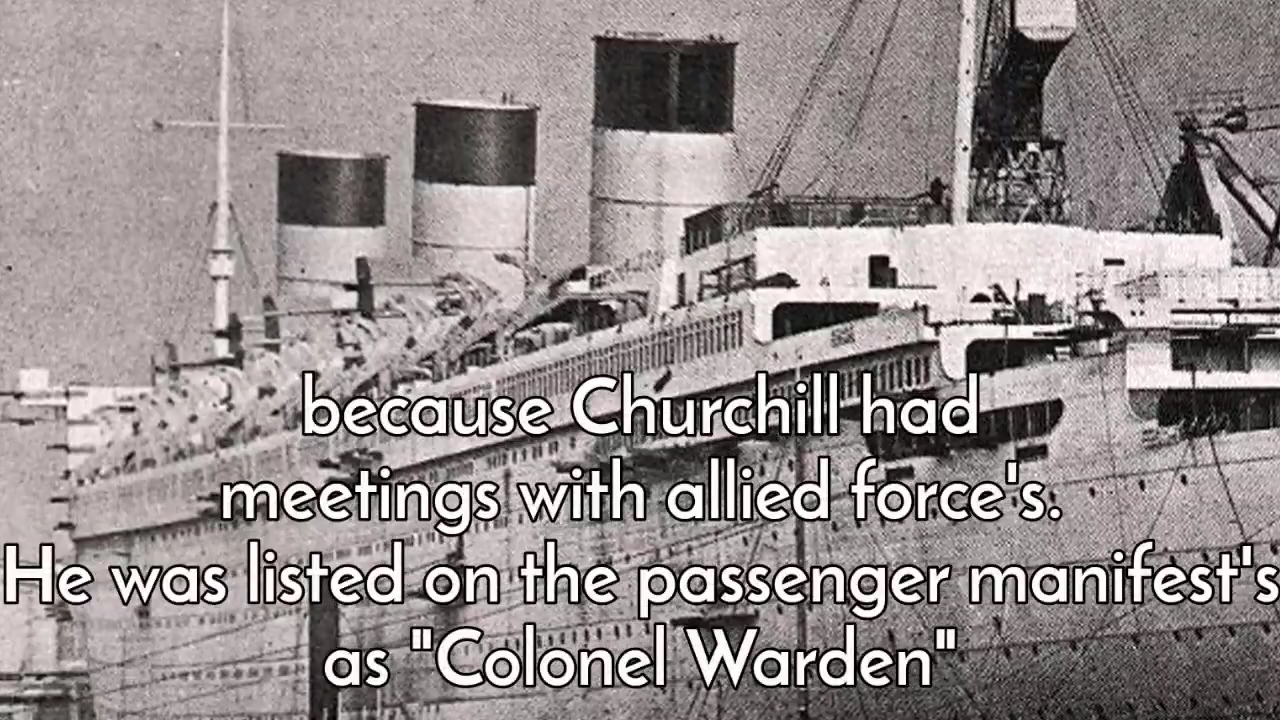 because Churchill had
meetings with allied force's.
He was listed on the passenger manifest's
as "Colonel Warden"